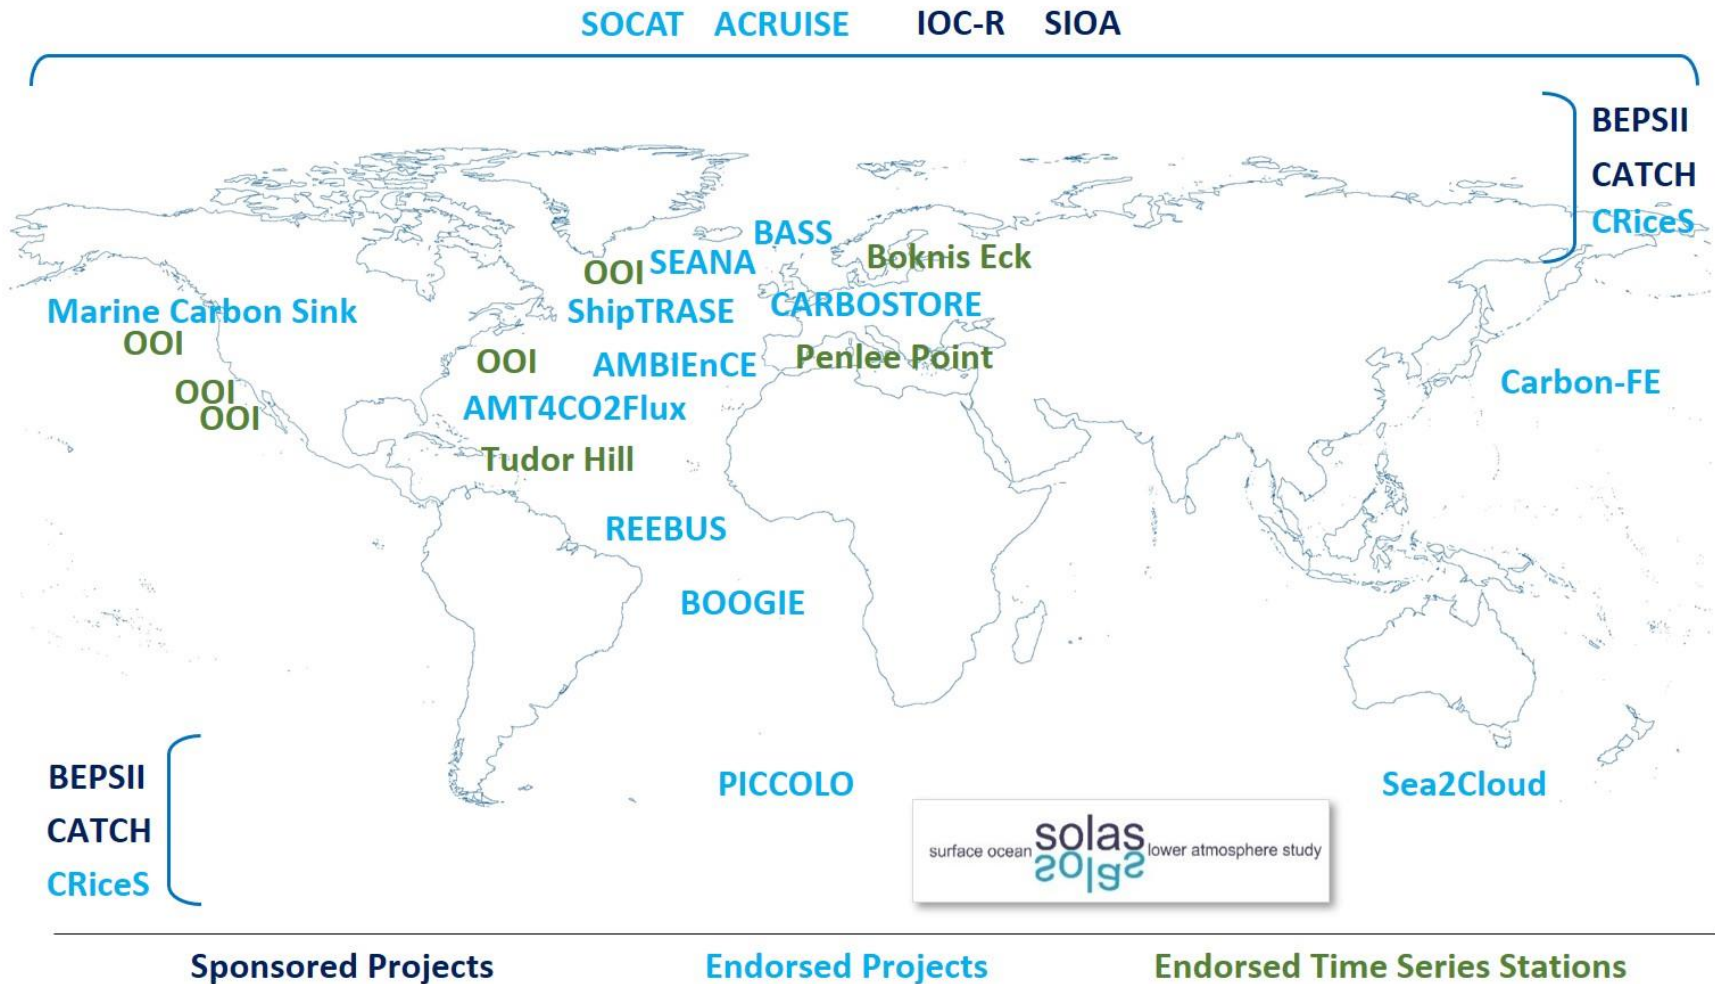 SOCAT ACRUISE IOC-R SIOA
BEPSII
CATCH
CRiceS
BASS
Boknis Eck
OOI SEANA
Marine Carbon Sink
ShipTRASE
CARBOSTORE
OOI
OOI
AMBIEnCE
Penlee Point
Carbon-FE
OOI
OOI
AMT4CO2Flux
Tudor Hill
REEBUS
BOOGIE
BEPSII
CATCH
CRiceS
PICCOLO
Sea2Cloud
surface ocean solas lower atmosphere study
solas
Sponsored Projects Endorsed Projects Endorsed Time Series Stations